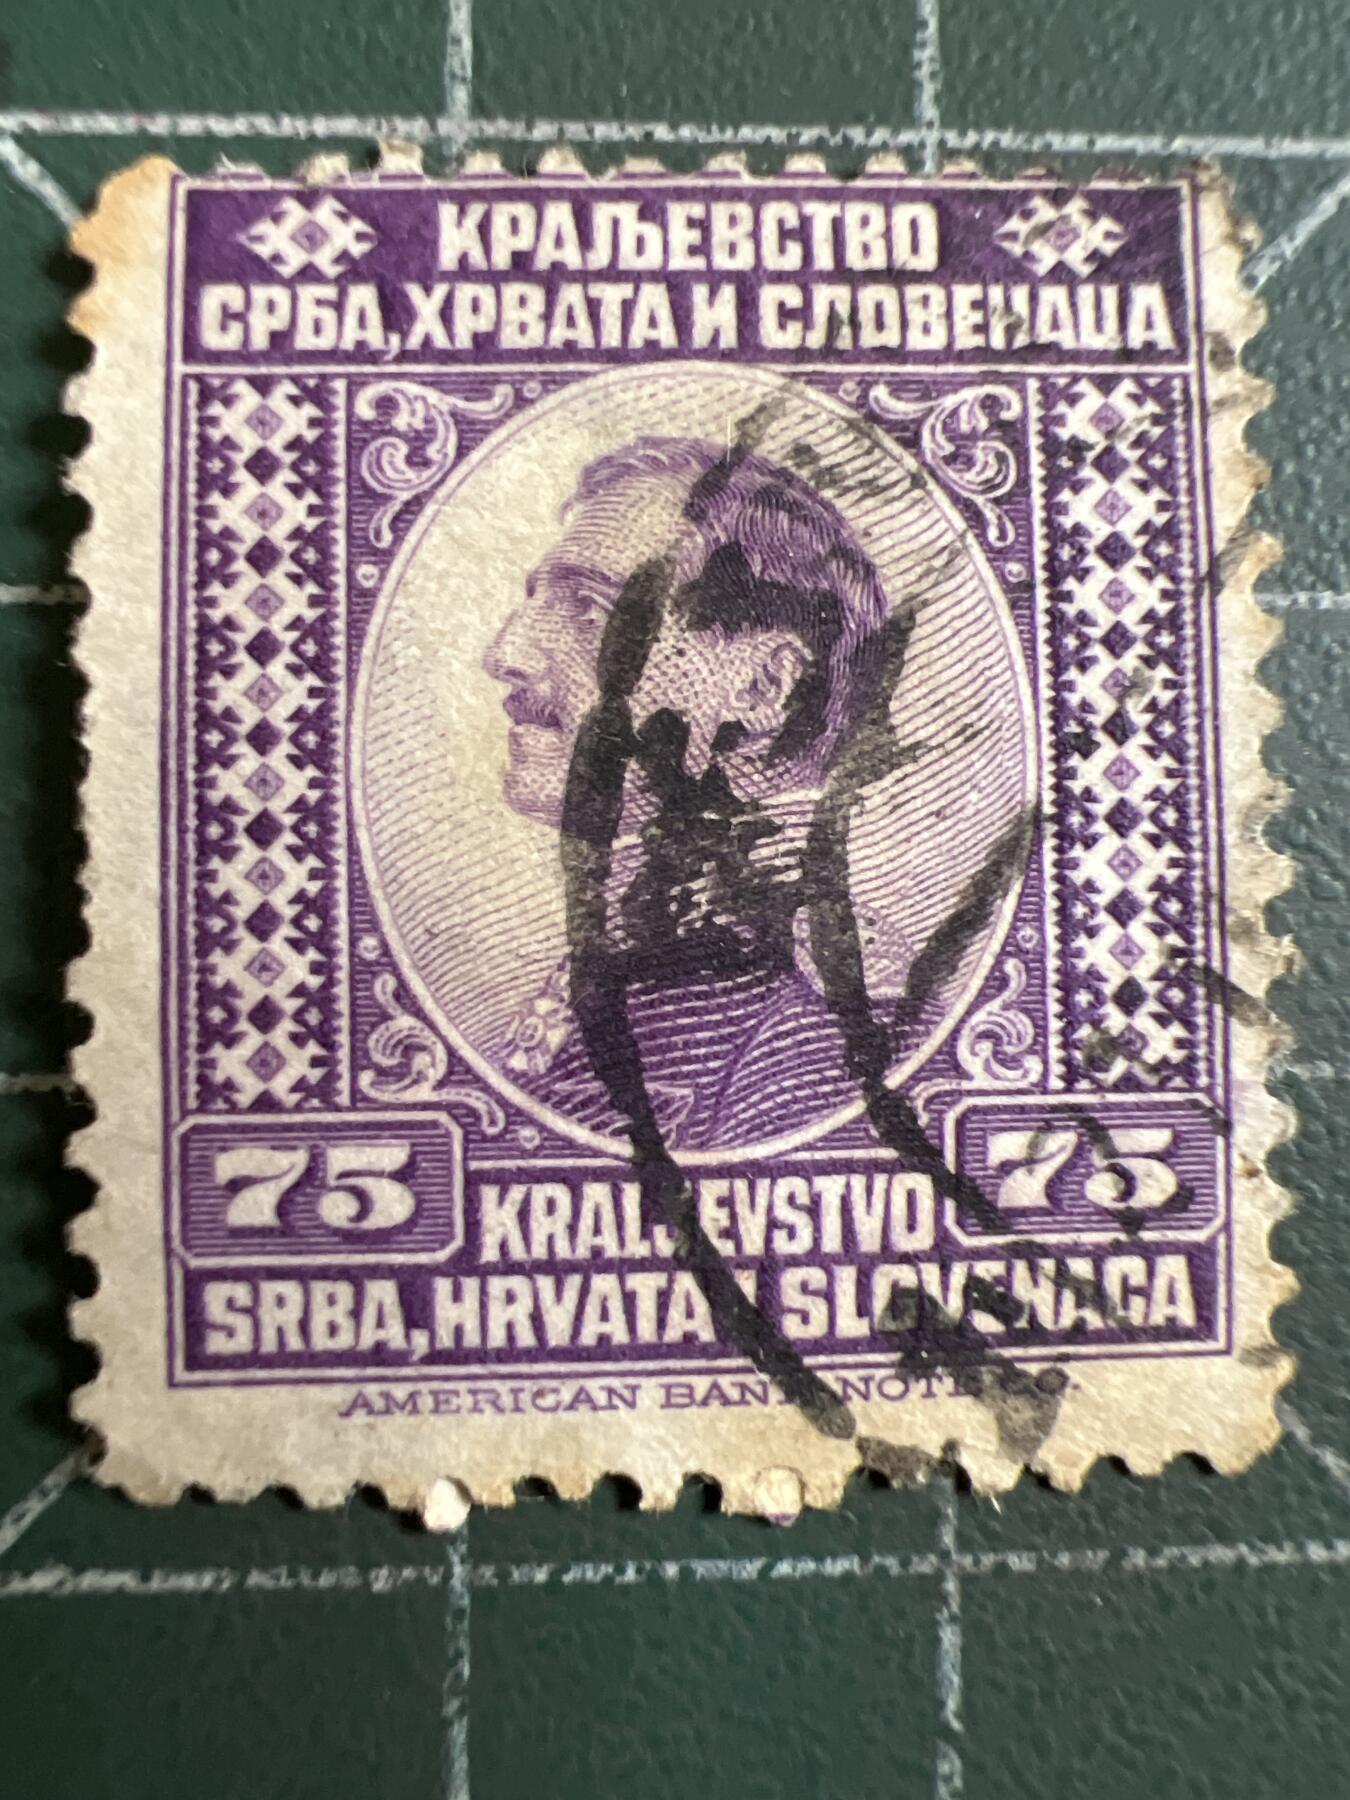 КРАЉЕВСТВО
СРБА, ХРВАТА И СЛОВЕНАЦА
75
75
KRALJEVSTVO
SRBA, HRVATA I SLOVENACA
AMERICAN BANK NOTE CO.